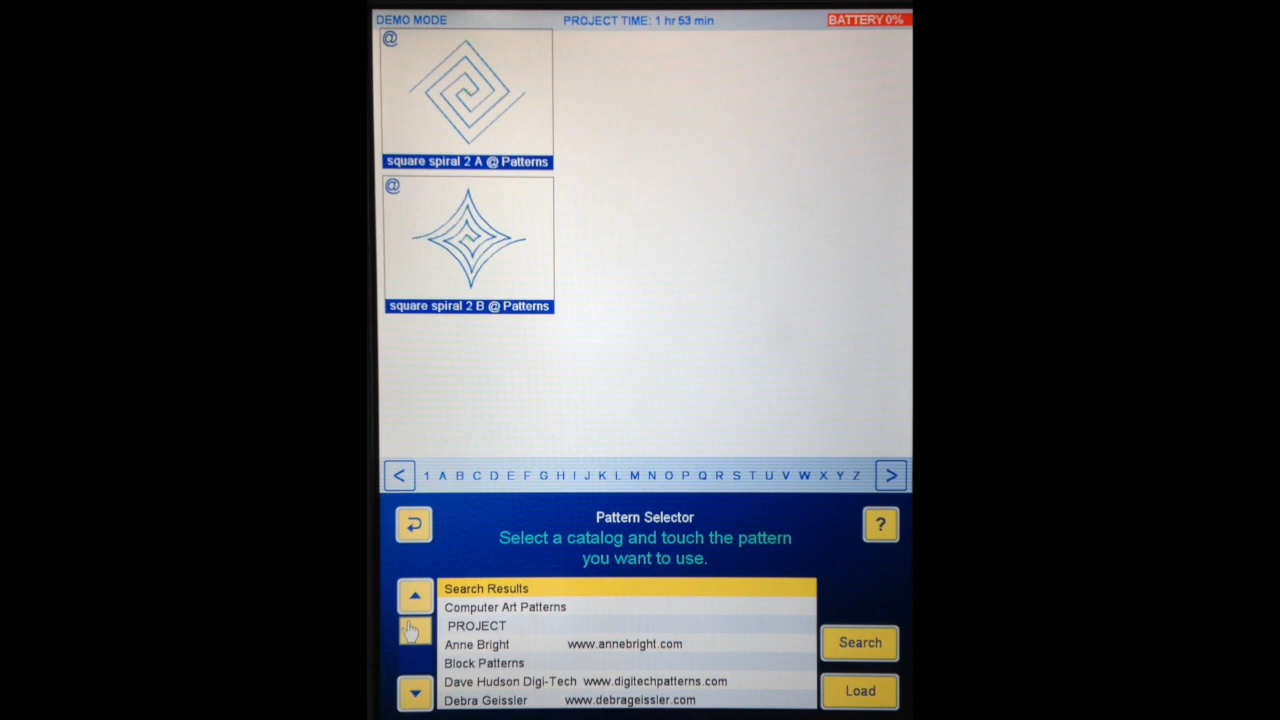 DEMO MODE PROJECT TIME: 1 hr 53 min BATTERY 0%
@
square spiral 2 A @ Patterns
@
square spiral 2 B @ Patterns
< 1 A B C D E F G H I J K L M N O P Q R S T U V W X Y Z >
Pattern Selector
?
Select a catalog and touch the pattern
you want to use.
Search Results
Computer Art Patterns
PROJECT
Anne Bright www.annebright.com
Block Patterns
Dave Hudson Digi-Tech www.digitechpatterns.com
Debra Geissler www.debrageissler.com
Search
Load